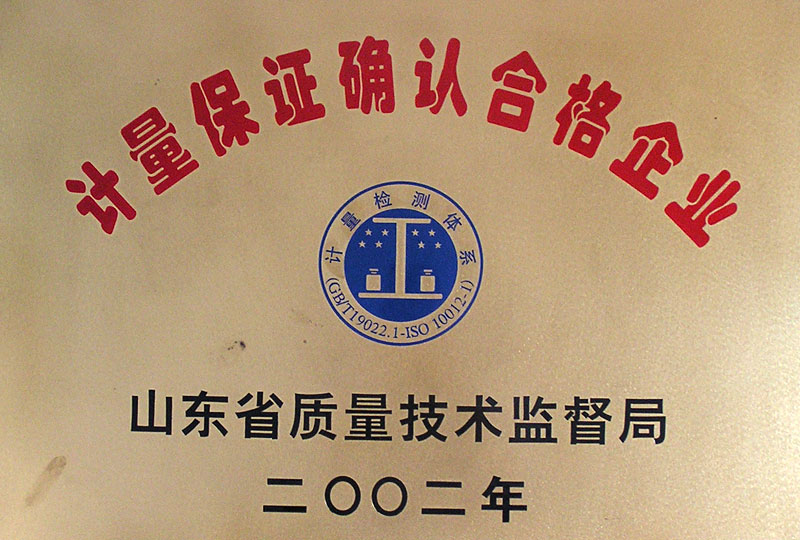 计量保证确认合格企业
计量检测体系
(GB/T19022.1-ISO 10012-1)
山东省质量技术监督局
二〇〇二年